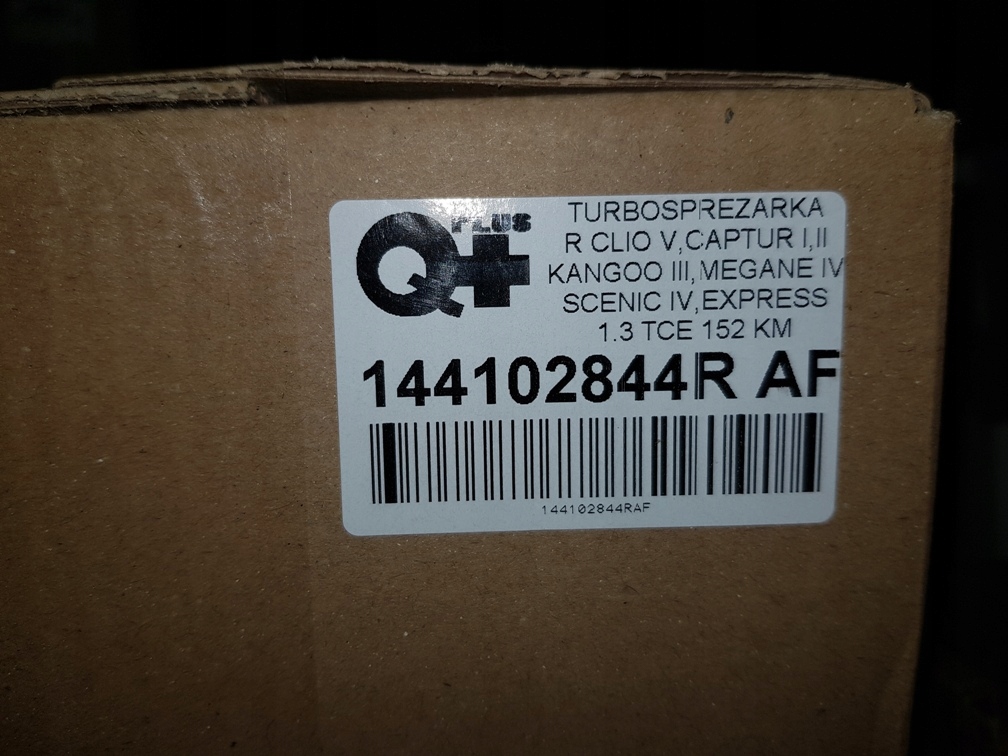 Q+ PLUS
TURBOSPREZARKA
R CLIO V,CAPTUR I,II
KANGOO III,MEGANE IV
SCENIC IV,EXPRESS
1.3 TCE 152 KM
144102844R AF
144102844RAF